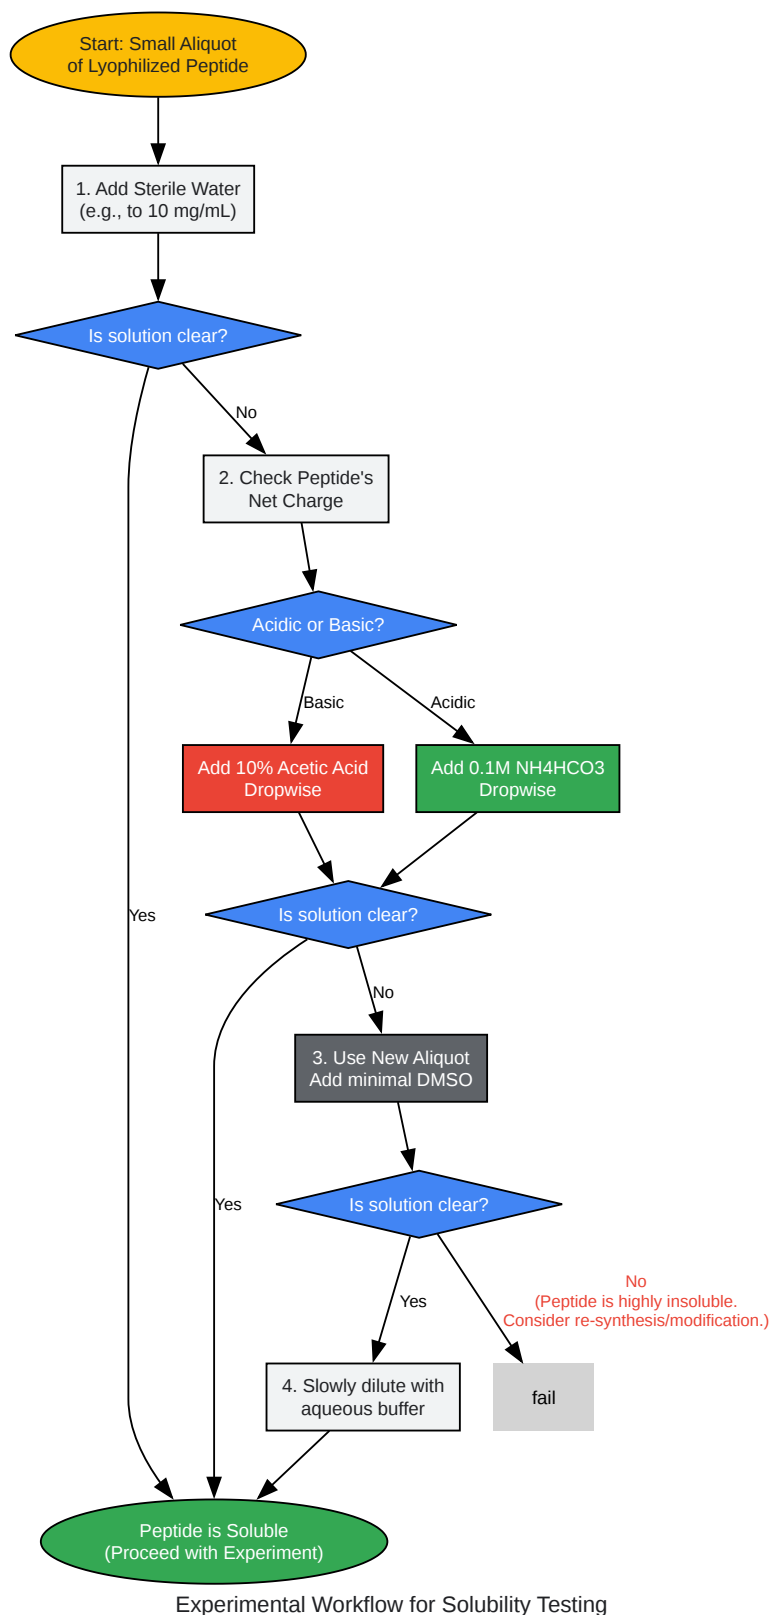 Start: Small Aliquot
of Lyophilized Peptide
1. Add Sterile Water
(e.g., to 10 mg/mL)
Is solution clear?
No
2. Check Peptide's
Net Charge
Acidic or Basic?
Basic
Acidic
Add 10% Acetic Acid
Dropwise
Add 0.1M NH4HCO3
Dropwise
Yes
Is solution clear?
No
3. Use New Aliquot
Add minimal DMSO
Yes
Is solution clear?
Yes
No
(Peptide is highly insoluble.
Consider re-synthesis/modification.)
4. Slowly dilute with
aqueous buffer
fail
Peptide is Soluble
(Proceed with Experiment)
Experimental Workflow for Solubility Testing